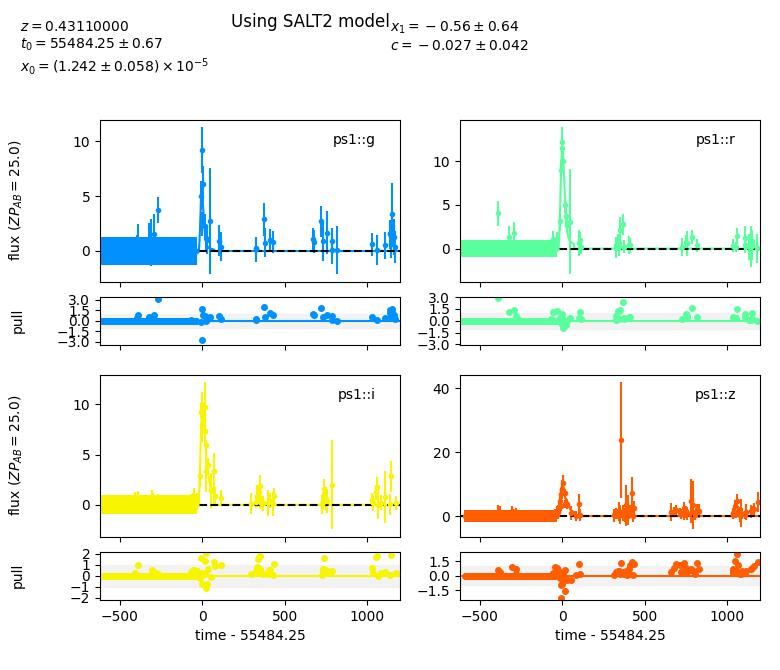 Using SALT2 model
z = 0.43110000
t₀ = 55484.25 ± 0.67
x₀ = (1.242 ± 0.058) × 10⁻⁵
x₁ = −0.56 ± 0.64
c = −0.027 ± 0.042
ps1::g
ps1::r
flux (ZP_AB = 25.0)
10
5
0
10
5
0
pull
3.0
1.5
0.0
−1.5
−3.0
3.0
1.5
0.0
−1.5
−3.0
ps1::i
ps1::z
flux (ZP_AB = 25.0)
10
5
0
40
20
0
pull
2
1
0
−1
−2
1.5
0.0
−1.5
−500 0 500 1000
−500 0 500 1000
time - 55484.25
time - 55484.25